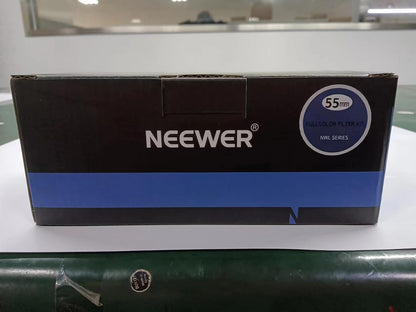 NEEWER®
55mm
FULL COLOR FILTER KIT
NWL SERIES